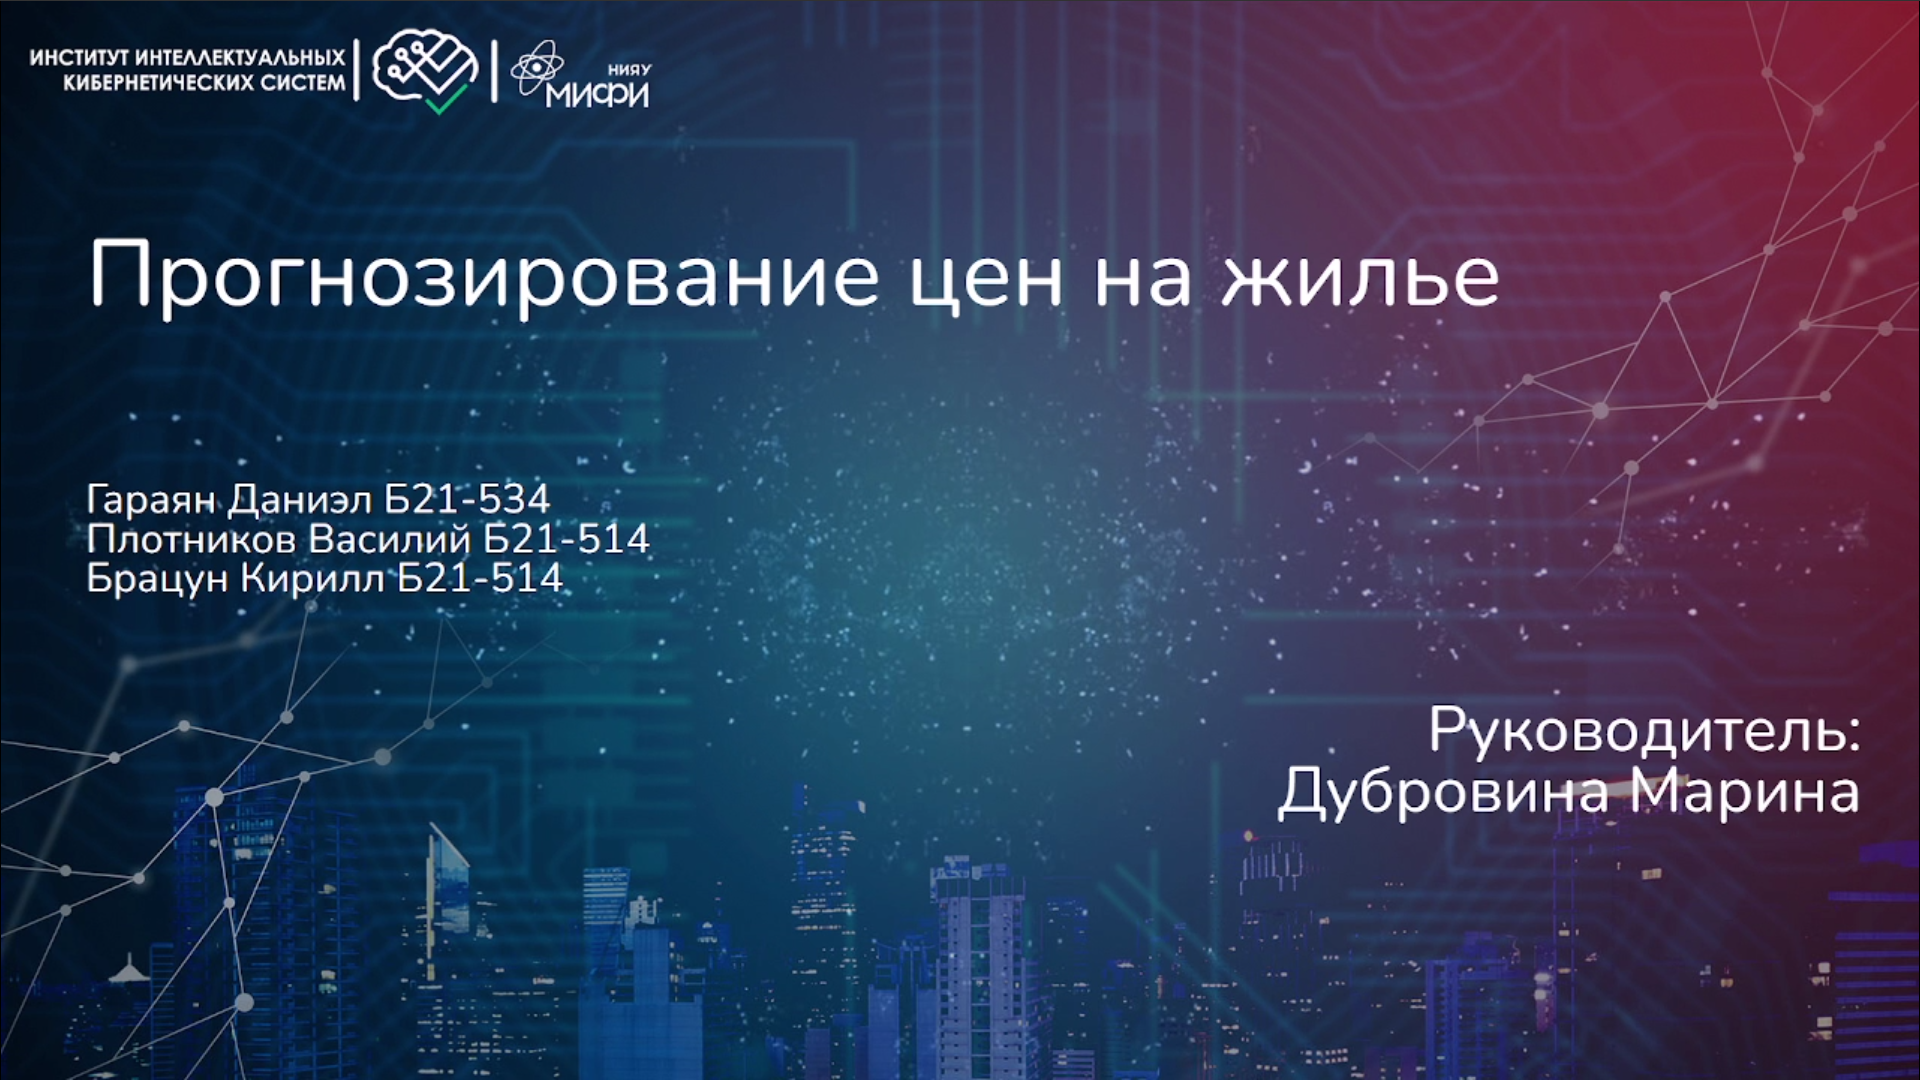 ИНСТИТУТ ИНТЕЛЛЕКТУАЛЬНЫХ
КИБЕРНЕТИЧЕСКИХ СИСТЕМ
НИЯУ
МИФИ
Прогнозирование цен на жилье
Гараян Даниэл Б21-534
Плотников Василий Б21-514
Брацун Кирилл Б21-514
Руководитель:
Дубровина Марина